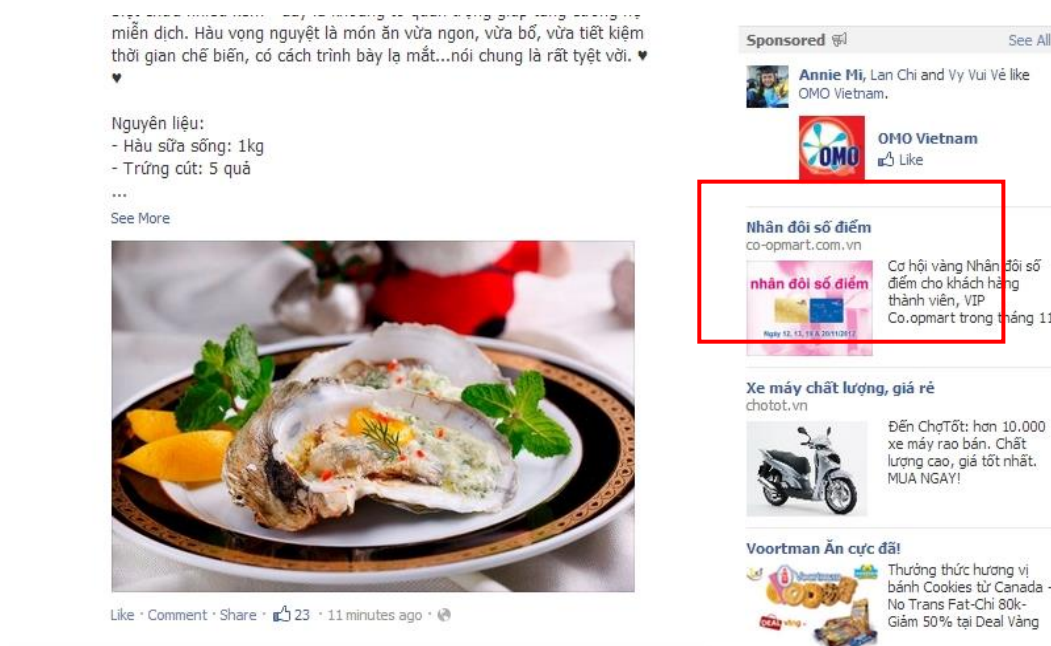 miễn dịch. Hàu vọng nguyệt là món ăn vừa ngon, vừa bổ, vừa tiết kiệm
thời gian chế biến, có cách trình bày lạ mắt...nói chung là rất tyệt vời. ♥
♥
Nguyên liệu:
- Hàu sữa sống: 1kg
- Trứng cút: 5 quả
...
See More
Like · Comment · Share · 23 · 11 minutes ago ·
Sponsored
See All
Annie Mi, Lan Chi and Vy Vui Vẻ like
OMO Vietnam.
OMO
OMO Vietnam
Like
Nhân đôi số điểm
co-opmart.com.vn
nhân đôi số điểm
Cơ hội vàng Nhân đôi số
điểm cho khách hàng
thành viên, VIP
Co.opmart trong tháng 11
Xe máy chất lượng, giá rẻ
chotot.vn
Đến ChợTốt: hơn 10.000
xe máy rao bán. Chất
lượng cao, giá tốt nhất.
MUA NGAY!
Voortman Ăn cực đã!
Voortman
Thưởng thức hương vị
bánh Cookies từ Canada -
No Trans Fat-Chỉ 80k-
Giảm 50% tại Deal Vàng